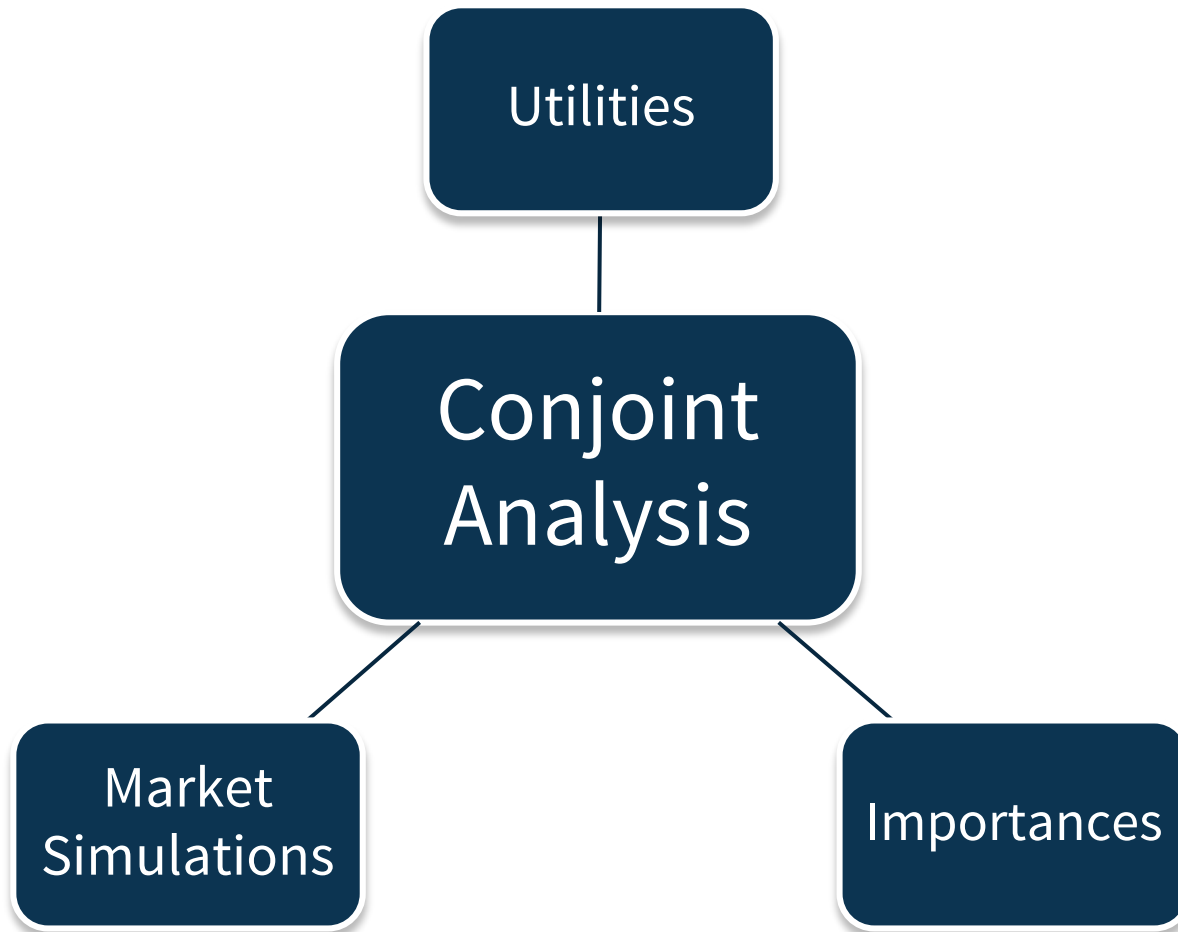 Utilities
Conjoint
Analysis
Market
Simulations
Importances